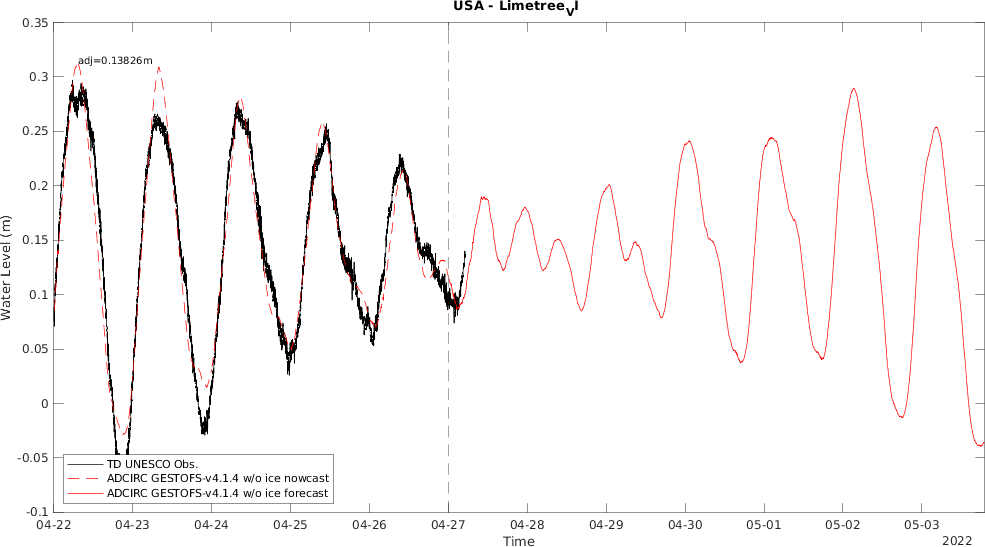 USA - Limetree_VI
adj=0.13826m
0.35
0.3
0.25
0.2
0.15
0.1
0.05
0
-0.05
-0.1
Water Level (m)
TD UNESCO Obs.
ADCIRC GESTOFS-v4.1.4 w/o ice nowcast
ADCIRC GESTOFS-v4.1.4 w/o ice forecast
04-22 04-23 04-24 04-25 04-26 04-27 04-28 04-29 04-30 05-01 05-02 05-03
Time
2022